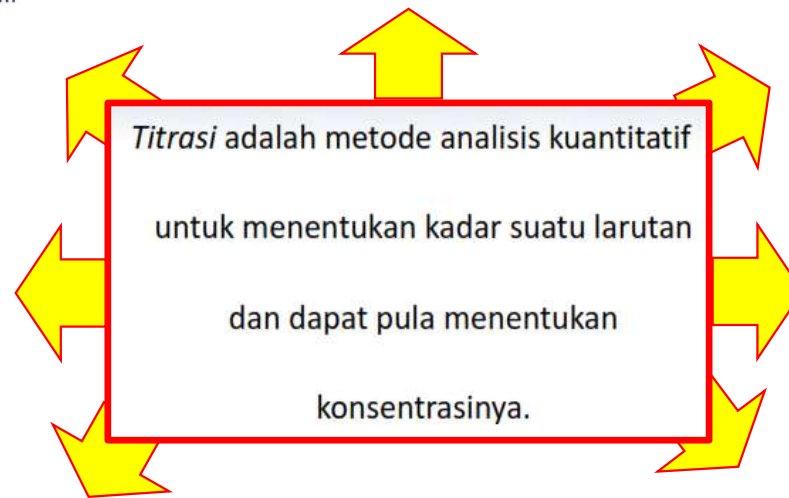 Titrasi adalah metode analisis kuantitatif
untuk menentukan kadar suatu larutan
dan dapat pula menentukan
konsentrasinya.